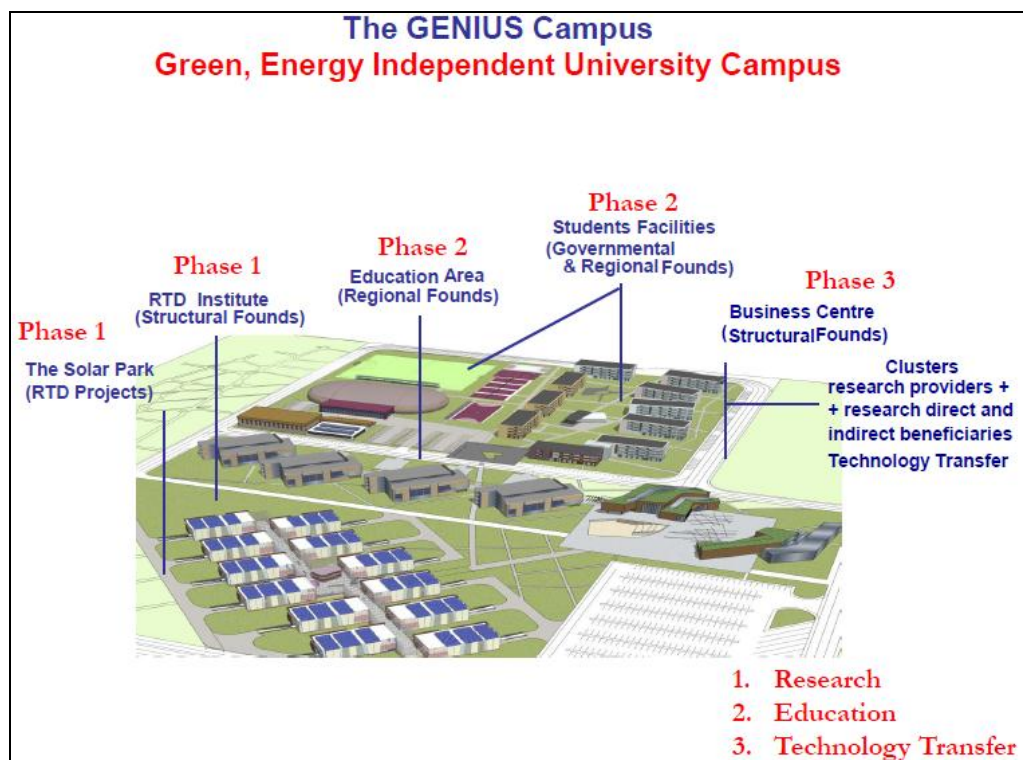 The GENIUS Campus
Green, Energy Independent University Campus
Phase 1
The Solar Park
(RTD Projects)
Phase 1
RTD Institute
(Structural Founds)
Phase 2
Education Area
(Regional Founds)
Phase 2
Students Facilities
(Governmental
& Regional Founds)
Phase 3
Business Centre
(Structural Founds)
Clusters
research providers +
+ research direct and
indirect beneficiaries
Technology Transfer
1. Research
2. Education
3. Technology Transfer